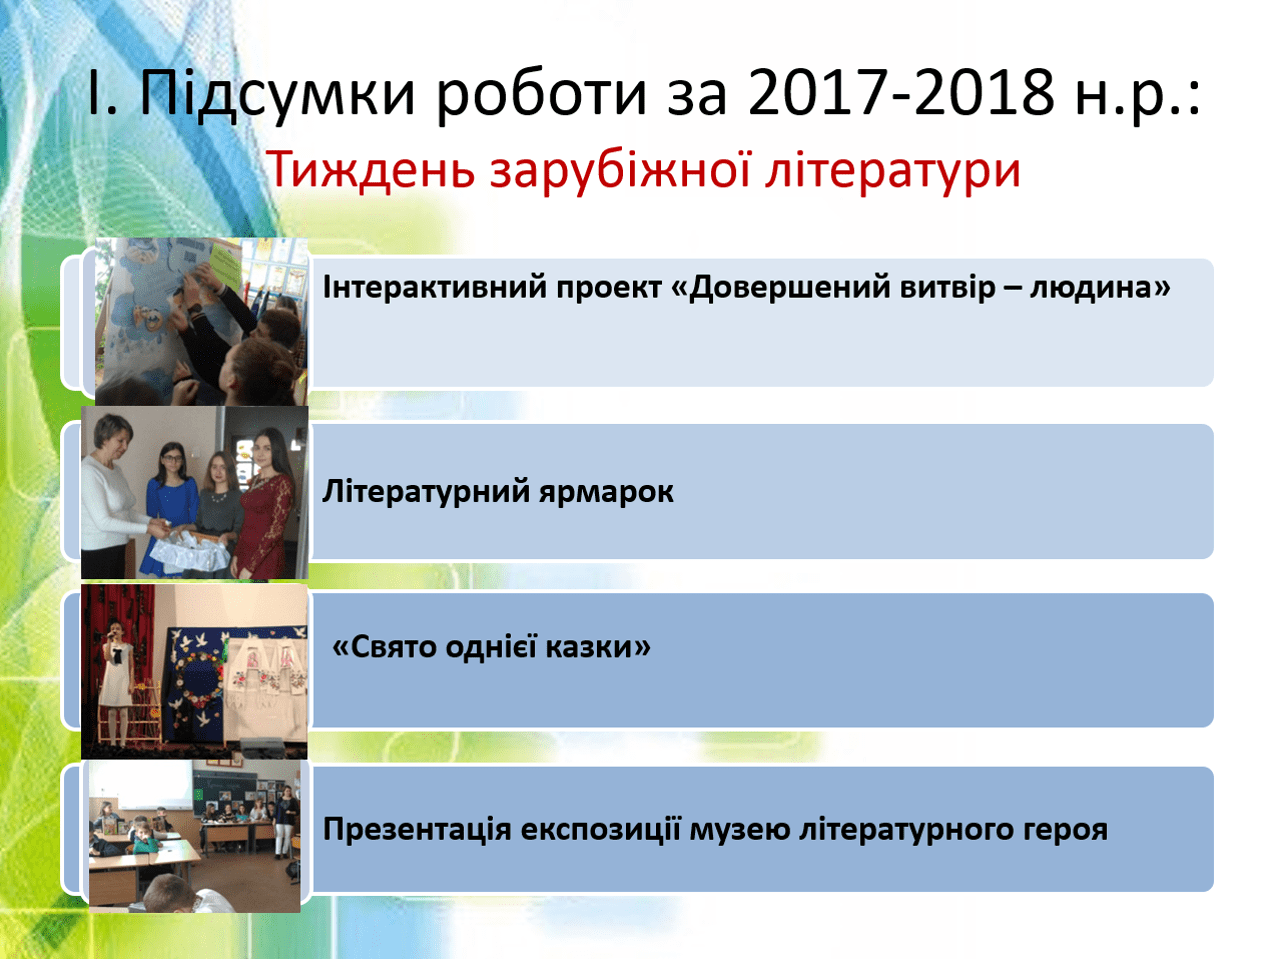 І. Підсумки роботи за 2017-2018 н.р.:
Тиждень зарубіжної літератури
Інтерактивний проект «Довершений витвір – людина»
Літературний ярмарок
«Свято однієї казки»
Презентація експозиції музею літературного героя